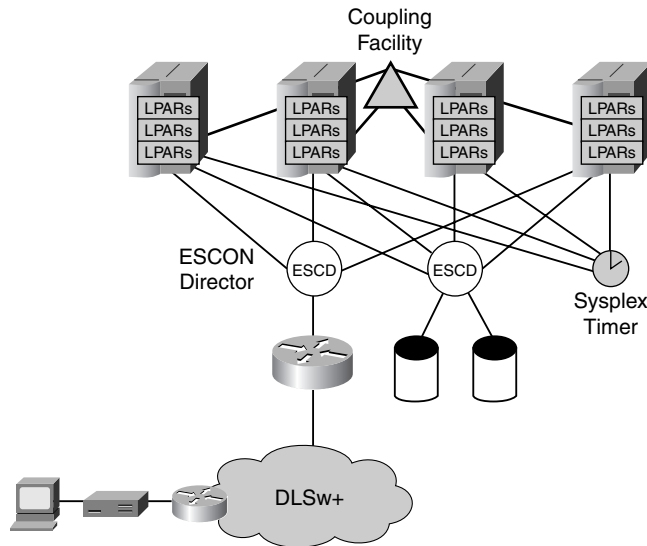 Coupling
Facility
LPARs
LPARs
LPARs
LPARs
LPARs
LPARs
LPARs
LPARs
LPARs
LPARs
LPARs
LPARs
ESCON
Director
ESCD
ESCD
Sysplex
Timer
DLSw+